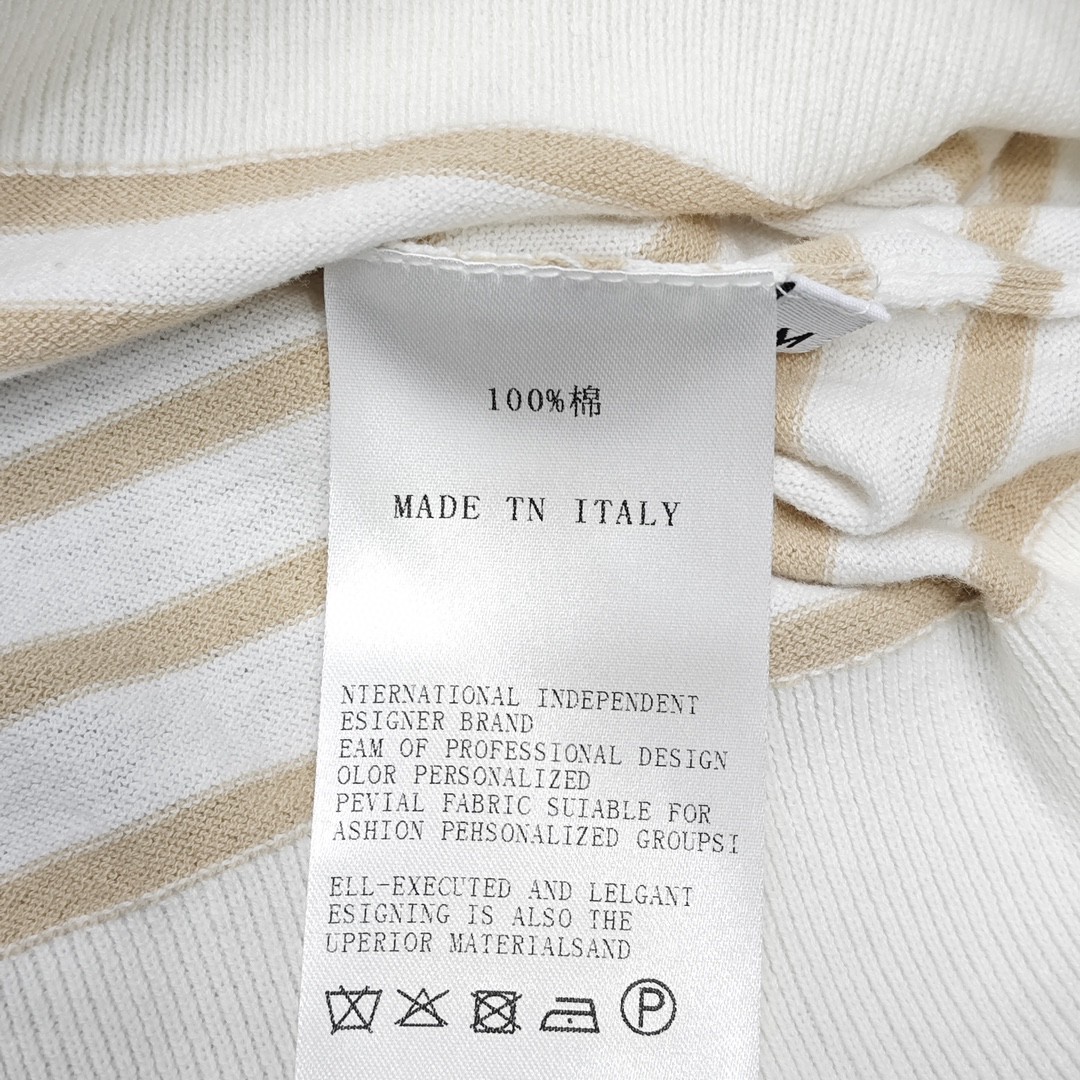 100%棉
MADE TN ITALY
NTERNATIONAL INDEPENDENT
ESIGNER BRAND
EAM OF PROFESSIONAL DESIGN
OLOR PERSONALIZED
PEVIAL FABRIC SUIABLE FOR
ASHION PEHSONALIZED GROUPSI
ELL-EXECUTED AND LELGANT
ESIGNING IS ALSO THE
UPERIOR MATERIALSAND
P